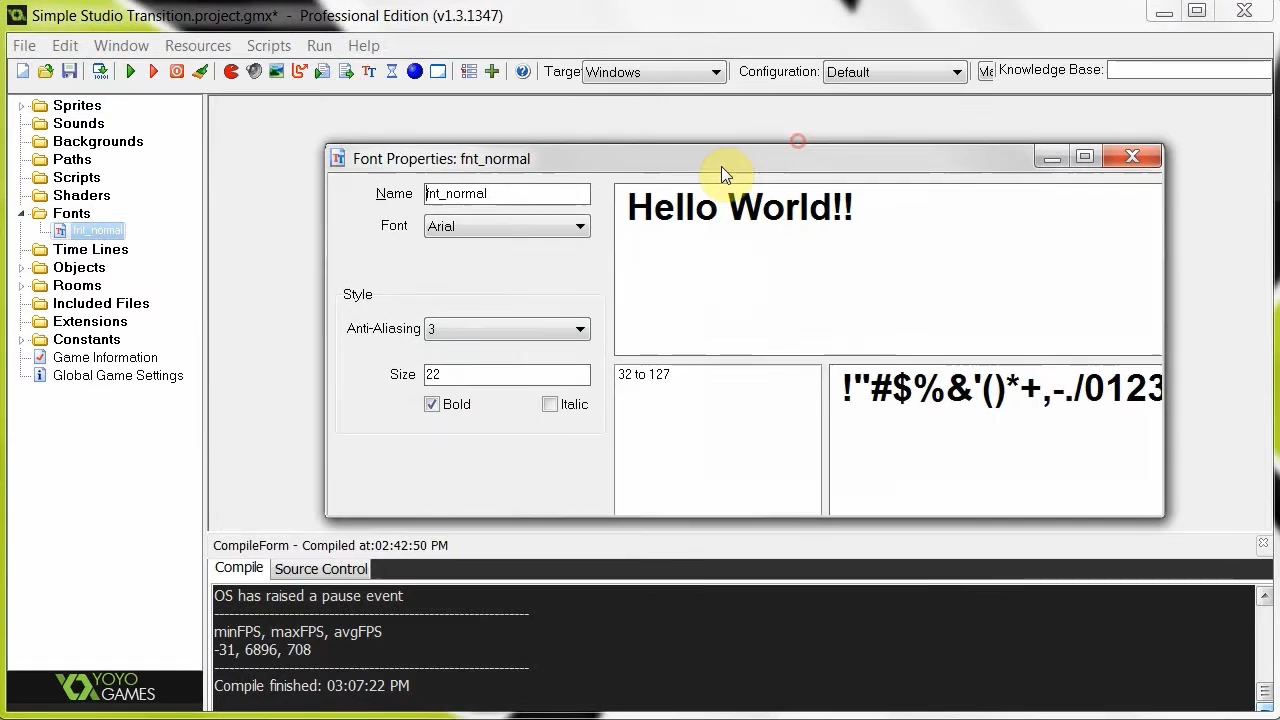 Simple Studio Transition.project.gmx* - Professional Edition (v1.3.1347)
File Edit Window Resources Scripts Run Help
Target Windows Configuration: Default Knowledge Base:
Sprites
Sounds
Backgrounds
Paths
Scripts
Shaders
Fonts
fnt_normal
Time Lines
Objects
Rooms
Included Files
Extensions
Constants
Game Information
Global Game Settings
YOYO
GAMES
Font Properties: fnt_normal
Name fnt_normal
Font Arial
Style
Anti-Aliasing 3
Size 22
Bold Italic
Hello World!!
32 to 127
!"#$%&'()*+,-./0123
CompileForm - Compiled at:02:42:50 PM
Compile Source Control
OS has raised a pause event
----------------------------------------------------------------
minFPS, maxFPS, avgFPS
-31, 6896, 708
----------------------------------------------------------------
Compile finished: 03:07:22 PM